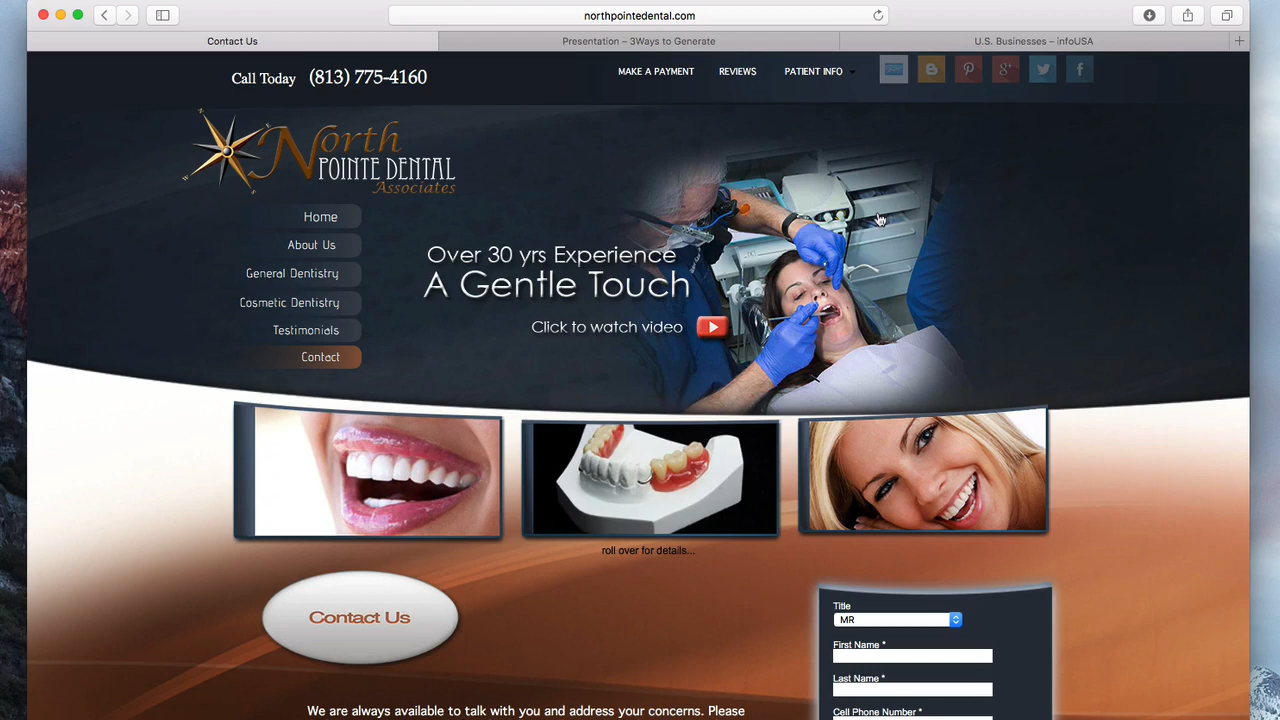 northpointedental.com
Contact Us
Presentation – 3Ways to Generate
U.S. Businesses – infoUSA
Call Today (813) 775-4160
MAKE A PAYMENT
REVIEWS
PATIENT INFO
North
POINTE DENTAL
Associates
Home
About Us
General Dentistry
Cosmetic Dentistry
Testimonials
Contact
Over 30 yrs Experience
A Gentle Touch
Click to watch video
roll over for details...
Contact Us
We are always available to talk with you and address your concerns. Please
Title
MR
First Name *
Last Name *
Cell Phone Number *